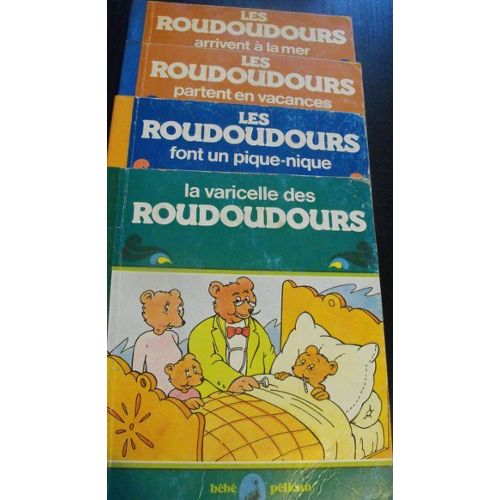 LES
ROUDOUDOURS
arrivent à la mer
LES
ROUDOUDOURS
partent en vacances
LES
ROUDOUDOURS
font un pique-nique
la varicelle des
ROUDOUDOURS
bébé pélican